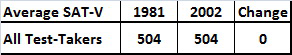 Average SAT-V 1981 2002 Change
All Test-Takers 504 504 0